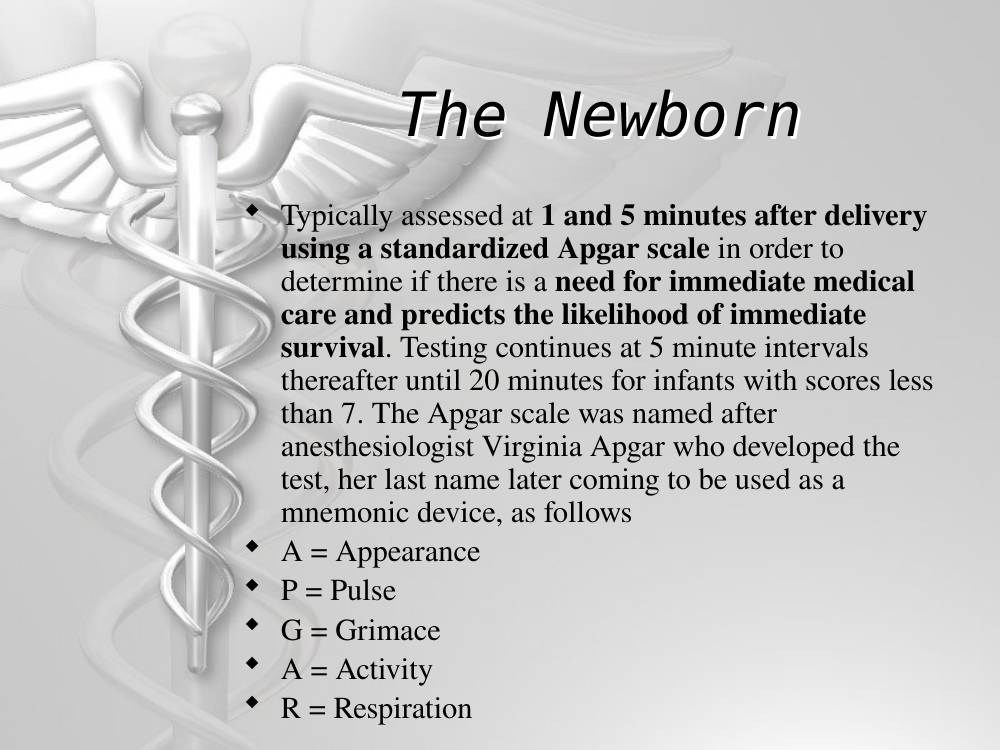 The Newborn
Typically assessed at 1 and 5 minutes after delivery
using a standardized Apgar scale in order to
determine if there is a need for immediate medical
care and predicts the likelihood of immediate
survival. Testing continues at 5 minute intervals
thereafter until 20 minutes for infants with scores less
than 7. The Apgar scale was named after
anesthesiologist Virginia Apgar who developed the
test, her last name later coming to be used as a
mnemonic device, as follows
A = Appearance
P = Pulse
G = Grimace
A = Activity
R = Respiration